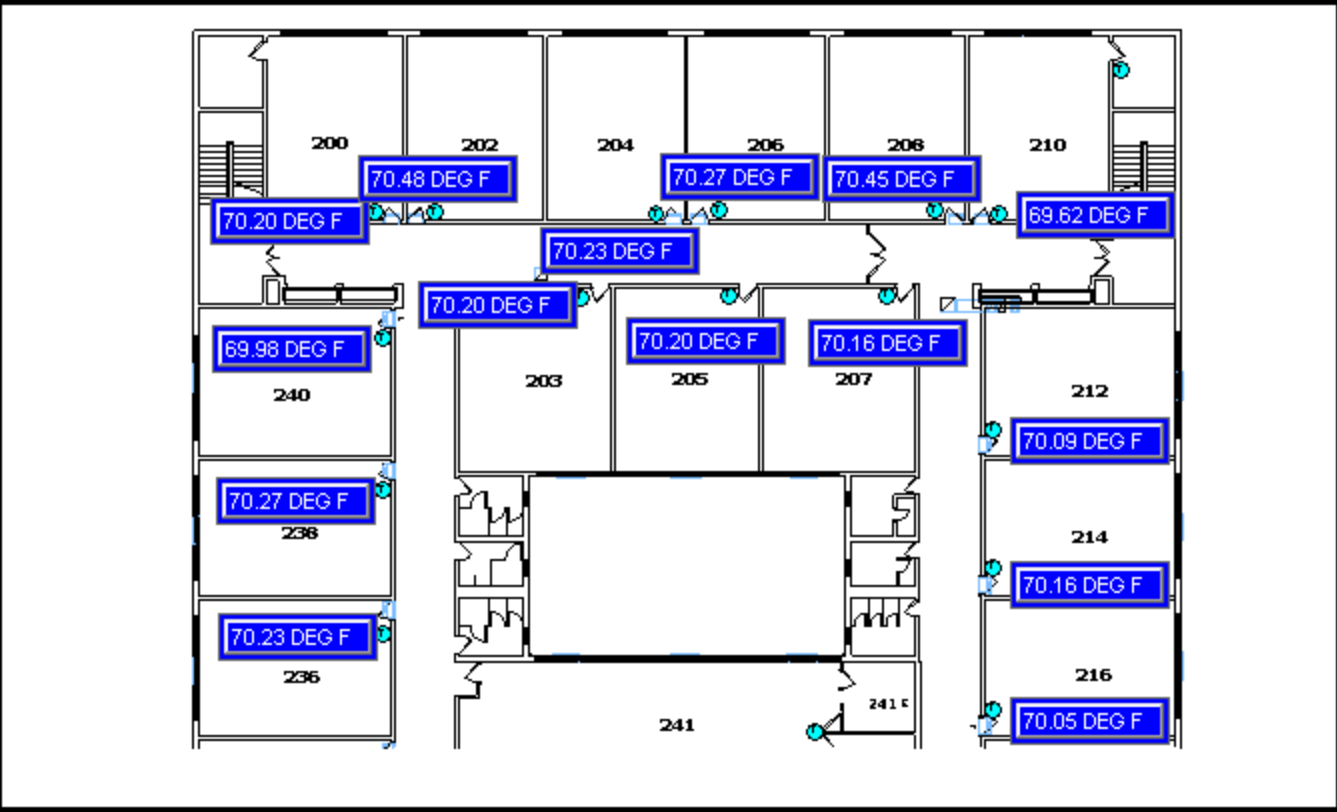 200
202
204
206
208
210
70.48 DEG F
70.27 DEG F
70.45 DEG F
70.20 DEG F
69.62 DEG F
70.23 DEG F
70.20 DEG F
69.98 DEG F
70.20 DEG F
70.16 DEG F
240
203
205
207
212
70.09 DEG F
70.27 DEG F
238
214
70.16 DEG F
70.23 DEG F
236
216
241
241
70.05 DEG F